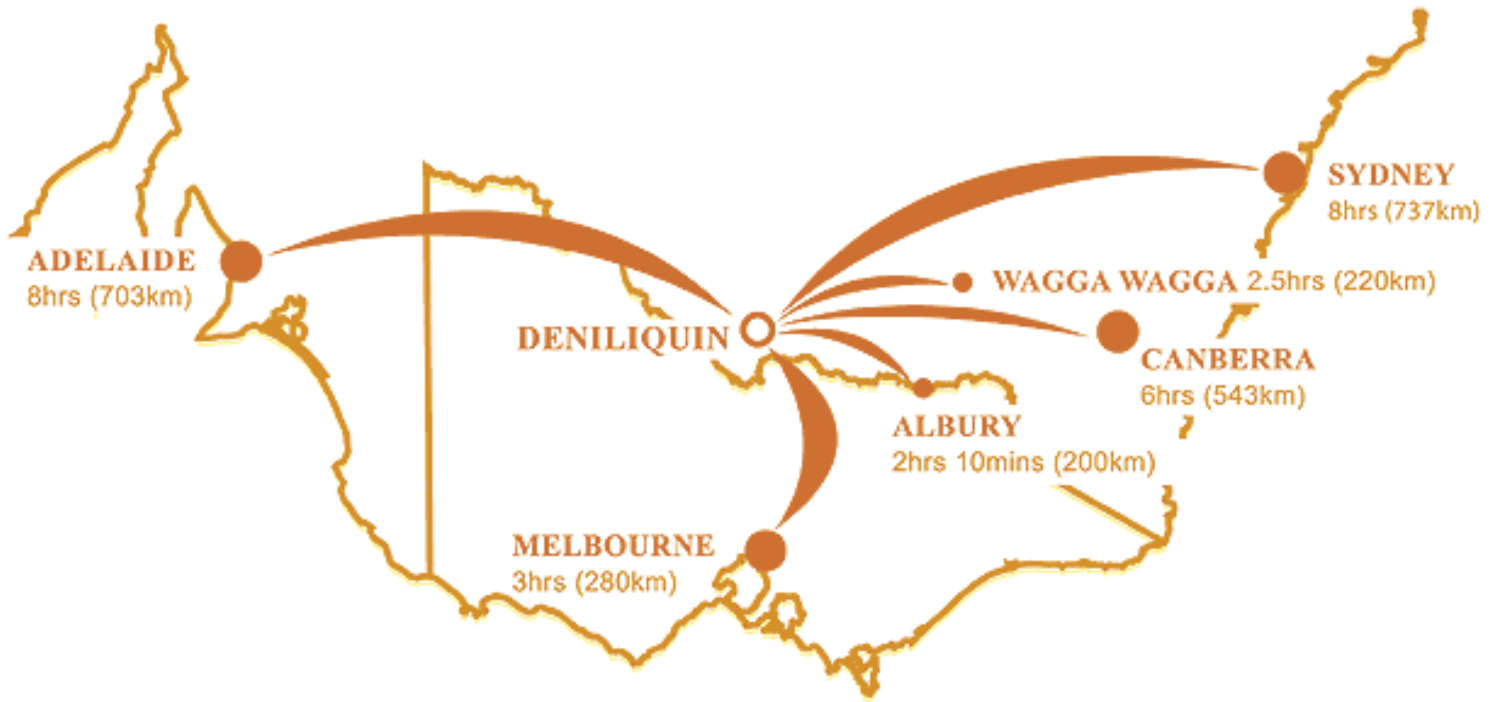 SYDNEY
8hrs (737km)
ADELAIDE
8hrs (703km)
WAGGA WAGGA 2.5hrs (220km)
DENILIQUIN
CANBERRA
6hrs (543km)
ALBURY
2hrs 10mins (200km)
MELBOURNE
3hrs (280km)